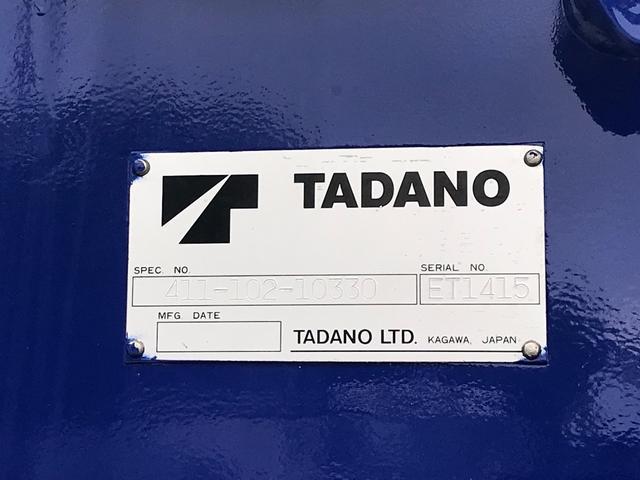 TADANO
SPEC. NO. SERIAL NO.
411-102-10330 ET1415
MFG. DATE
TADANO LTD. KAGAWA, JAPAN